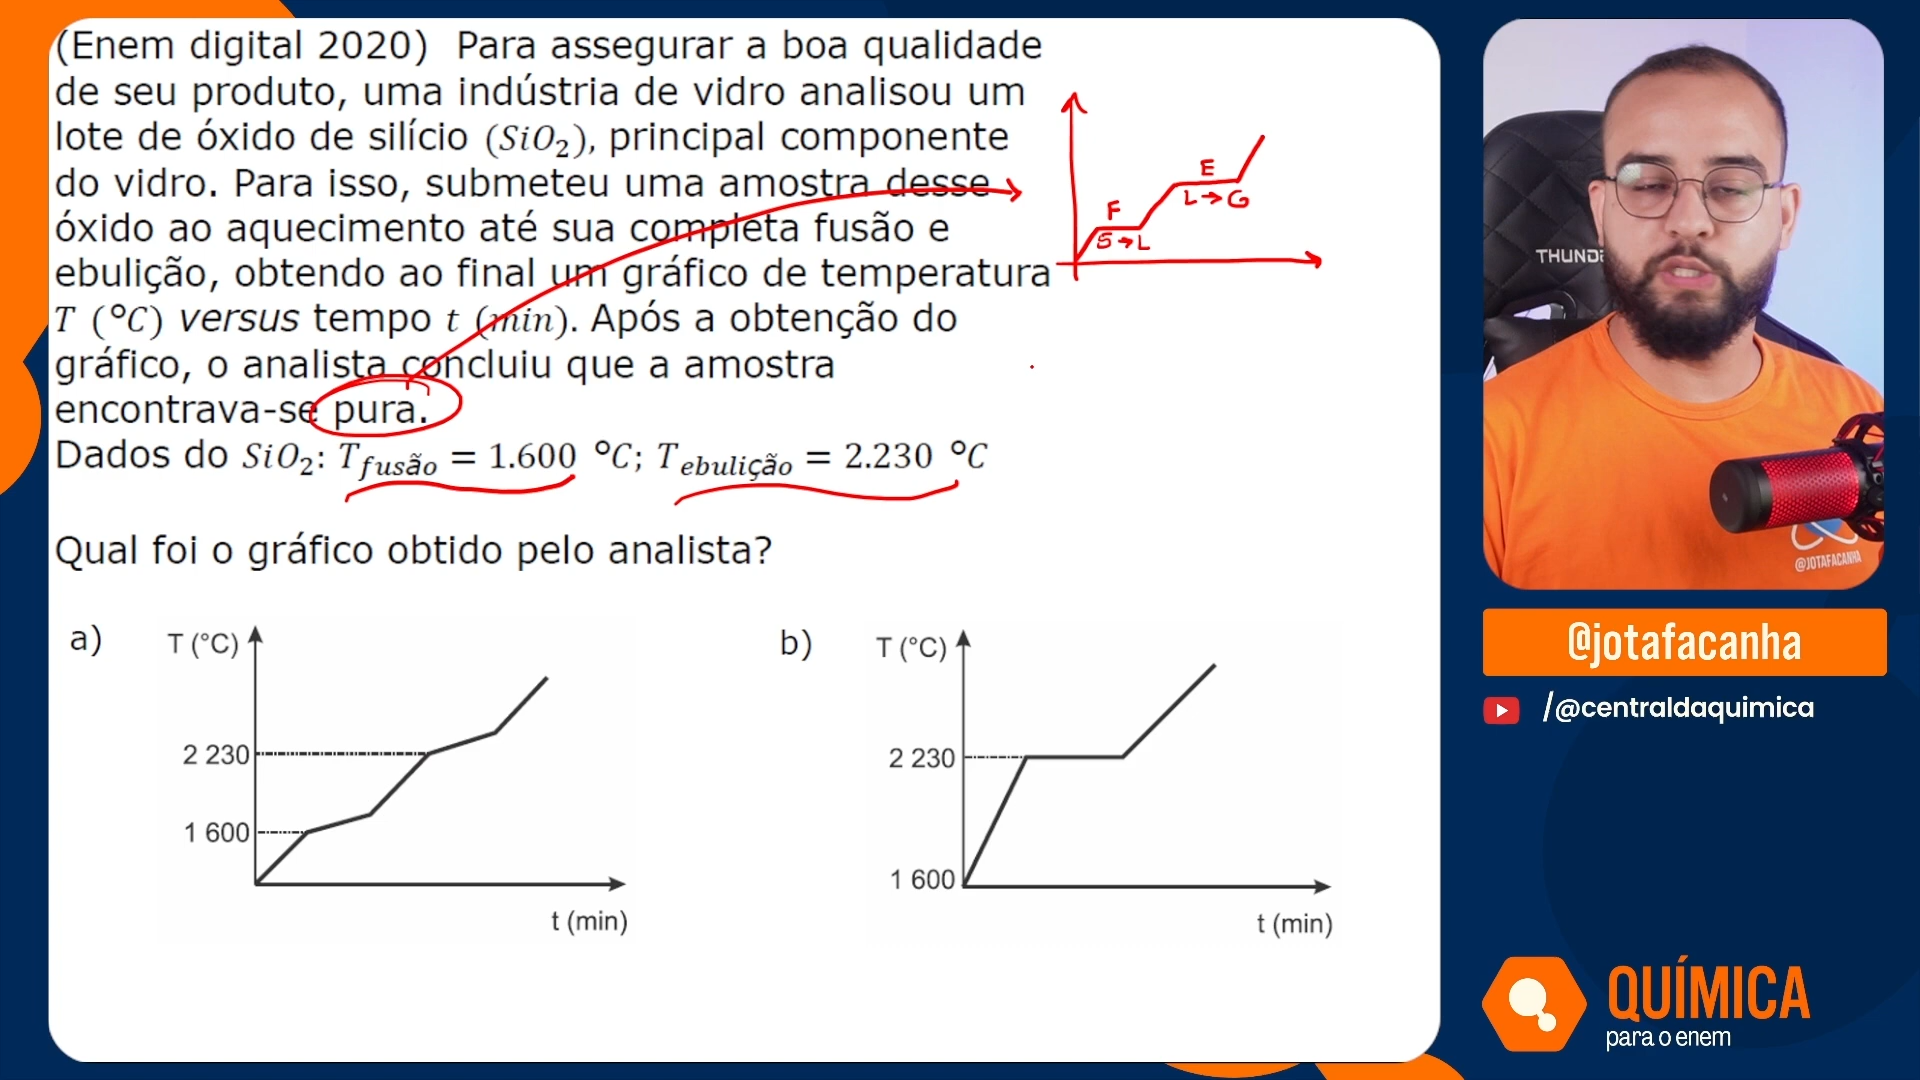 (Enem digital 2020) Para assegurar a boa qualidade
de seu produto, uma indústria de vidro analisou um
lote de óxido de silício (SiO₂), principal componente
do vidro. Para isso, submeteu uma amostra desse
óxido ao aquecimento até sua completa fusão e
ebulição, obtendo ao final um gráfico de temperatura
T (°C) versus tempo t (min). Após a obtenção do
gráfico, o analista concluiu que a amostra
encontrava-se pura.
Dados do SiO₂: T fusão = 1.600 °C; T ebulição = 2.230 °C
Qual foi o gráfico obtido pelo analista?
F
S→L
E
L→G
a)
T (°C)
2 230
1 600
t (min)
b)
T (°C)
2 230
1 600
t (min)
THUNDE
@JOTAFACANHA
@jotafacanha
/@centraldaquimica
QUÍMICA
para o enem